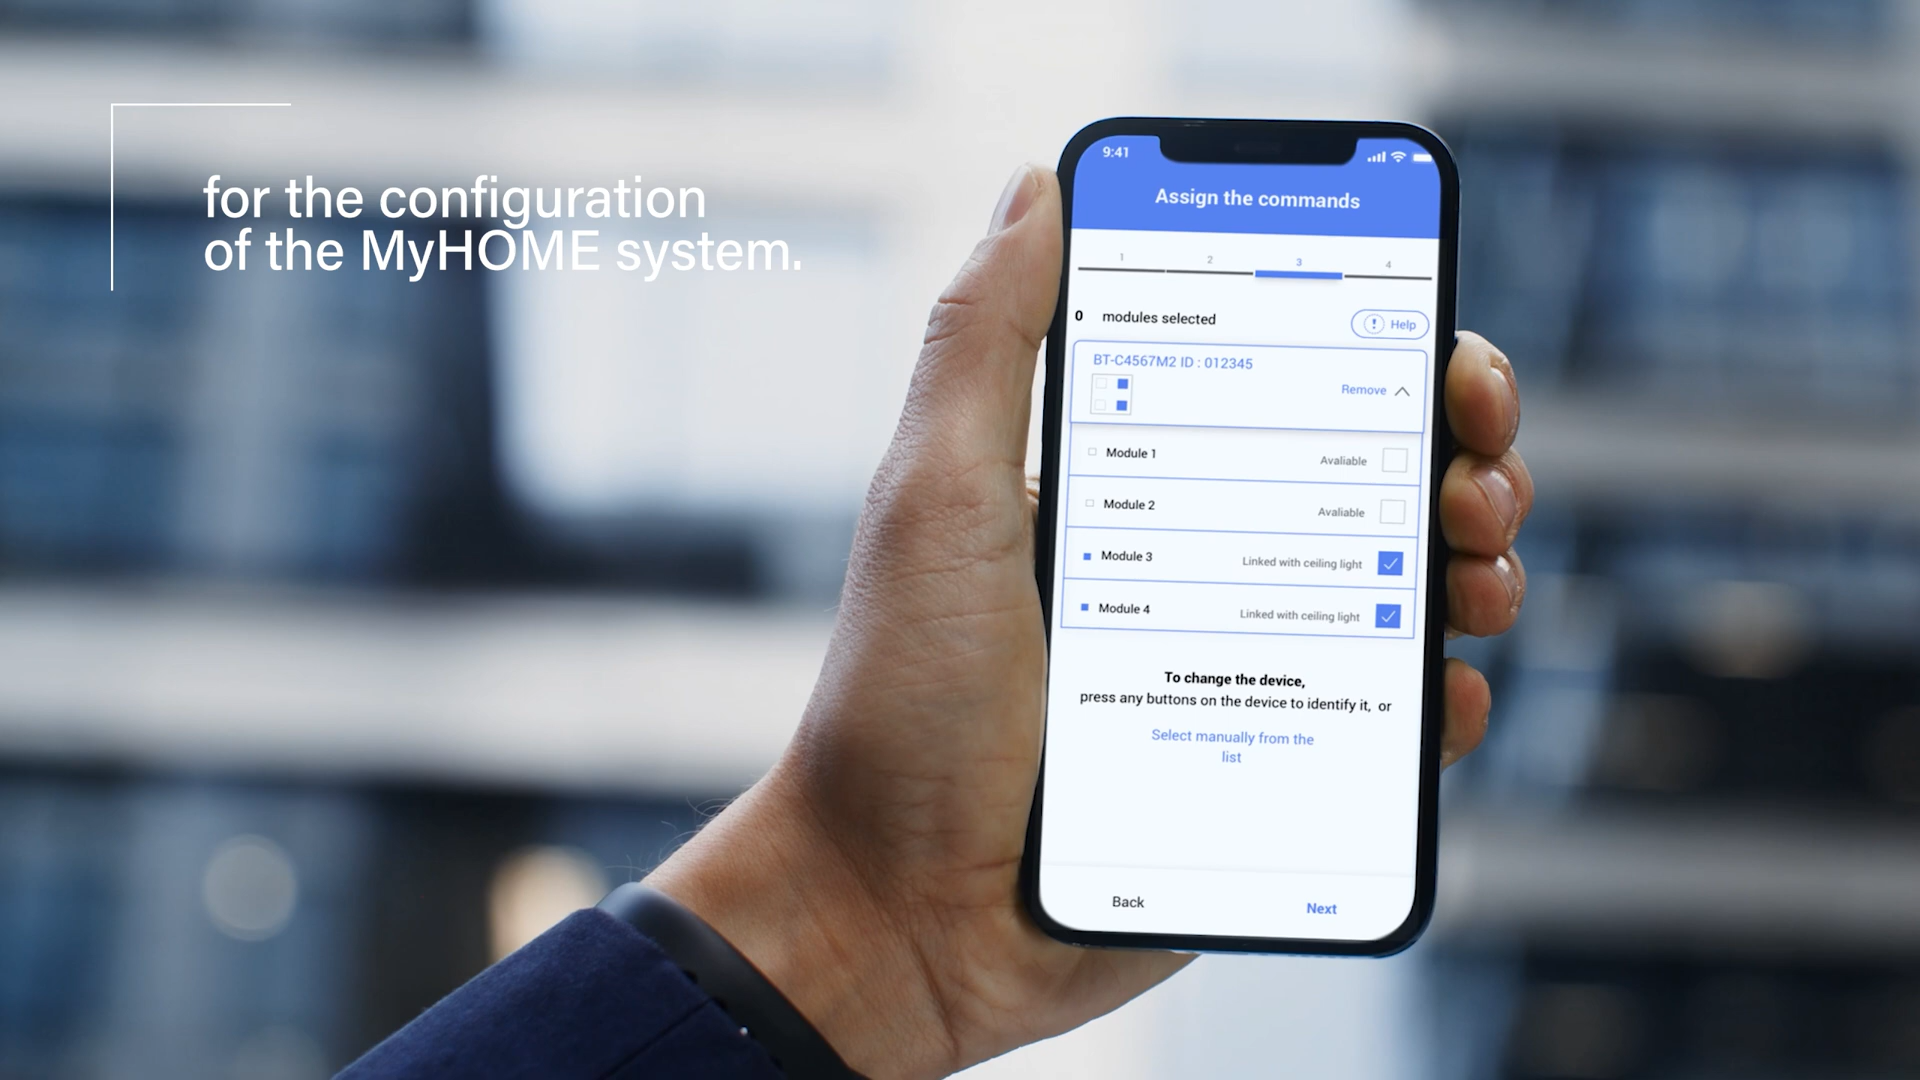 for the configuration
of the MyHOME system.
9:41
Assign the commands
1 2 3 4
0 modules selected
Help
BT-C4567M2 ID : 012345
Remove
Module 1 Avaliable
Module 2 Avaliable
Module 3 Linked with ceiling light
Module 4 Linked with ceiling light
To change the device,
press any buttons on the device to identify it, or
Select manually from the
list
Back Next